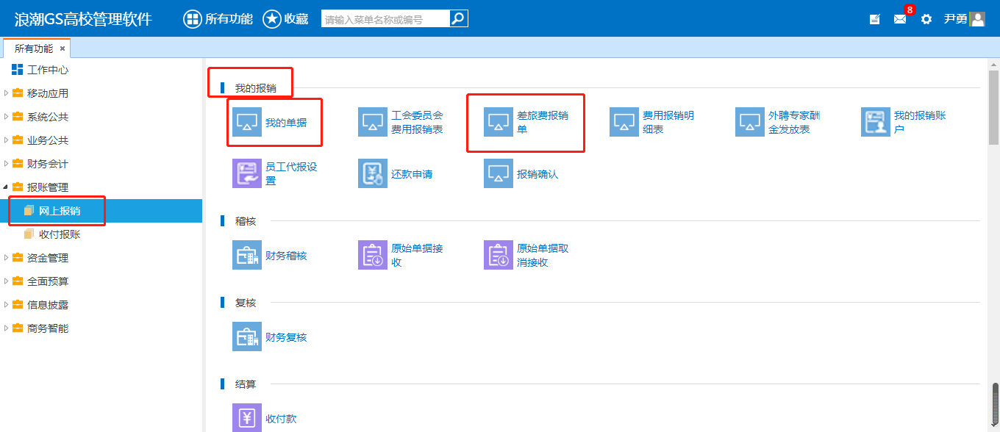 浪潮GS高校管理软件
所有功能
收藏
请输入菜单名称或编号
8
尹勇
所有功能 ×
工作中心
移动应用
系统公共
业务公共
财务会计
报账管理
网上报销
收付报账
资金管理
全面预算
信息披露
商务智能
我的报销
我的单据
工会委员会
费用报销表
差旅费报销
单
费用报销明
细表
外聘专家酬
金发放表
我的报销账
户
员工代报设
置
还款申请
报销确认
稽核
财务稽核
原始单据接
收
原始单据取
消接收
复核
财务复核
结算
收付款